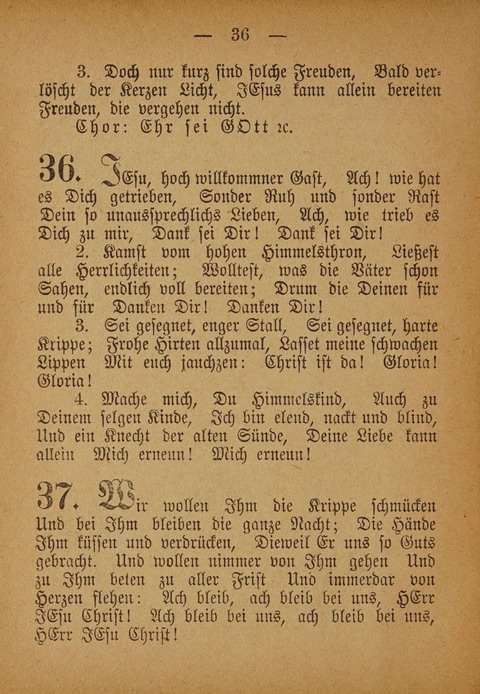 — 36 —
3. Doch nur kurz sind solche Freuden, Bald ver-
löscht der Kerzen Licht, JEsus kann allein bereiten
Freuden, die vergehen nicht.
Chor: Ehr sei GOtt ꝛc.
36. JEsu, hoch willkommner Gast, Ach! wie hat
es Dich getrieben, Sonder Ruh und sonder Rast
Dein so unaussprechlichs Lieben, Ach, wie trieb es
Dich zu mir, Dank sei Dir! Dank sei Dir!
2. Kamst vom hohen Himmelsthron, Ließest
alle Herrlichkeiten; Wolltest, was die Väter schon
Sahen, endlich voll bereiten; Drum die Deinen für
und für Danken Dir! Danken Dir!
3. Sei gesegnet, enger Stall, Sei gesegnet, harte
Krippe; Frohe Hirten allzumal, Lasset meine schwachen
Lippen Mit euch jauchzen: Christ ist da! Gloria!
Gloria!
4. Mache mich, Du Himmelskind, Auch zu
Deinem selgen Kinde, Ich bin elend, nackt und blind,
Und ein Knecht der alten Sünde, Deine Liebe kann
allein Mich erneun! Mich erneun!
37. Wir wollen Ihm die Krippe schmücken
Und bei Ihm bleiben die ganze Nacht; Die Hände
Ihm küssen und verdrücken, Dieweil Er uns so Guts
gebracht. Und wollen nimmer von Ihm gehen Und
zu Ihm beten zu aller Frist Und immerdar von
Herzen flehen: Ach bleib, ach bleib bei uns, HErr
JEsu Christ! Ach bleib bei uns, ach bleib bei uns,
HErr JEsu Christ!